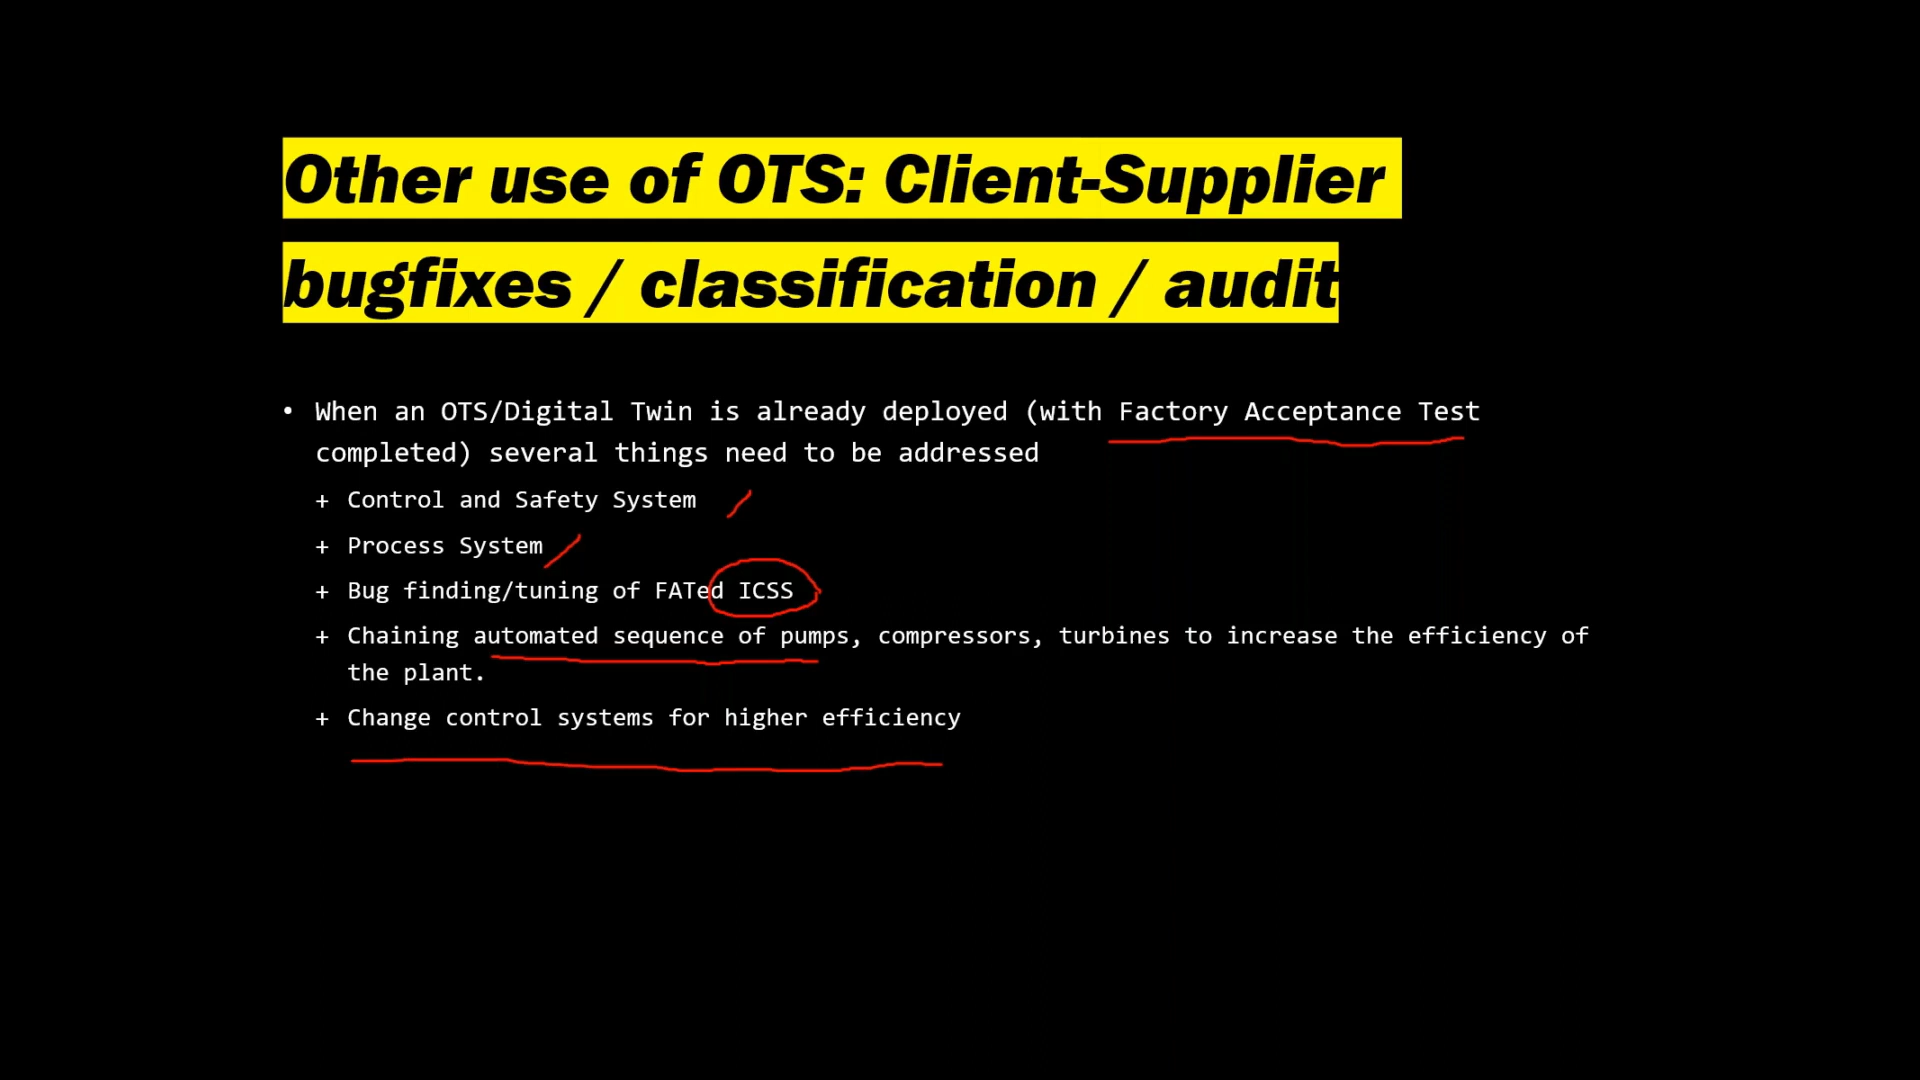 Other use of OTS: Client-Supplier
bugfixes / classification / audit
• When an OTS/Digital Twin is already deployed (with Factory Acceptance Test
completed) several things need to be addressed
+ Control and Safety System
+ Process System
+ Bug finding/tuning of FATed ICSS
+ Chaining automated sequence of pumps, compressors, turbines to increase the efficiency of
the plant.
+ Change control systems for higher efficiency